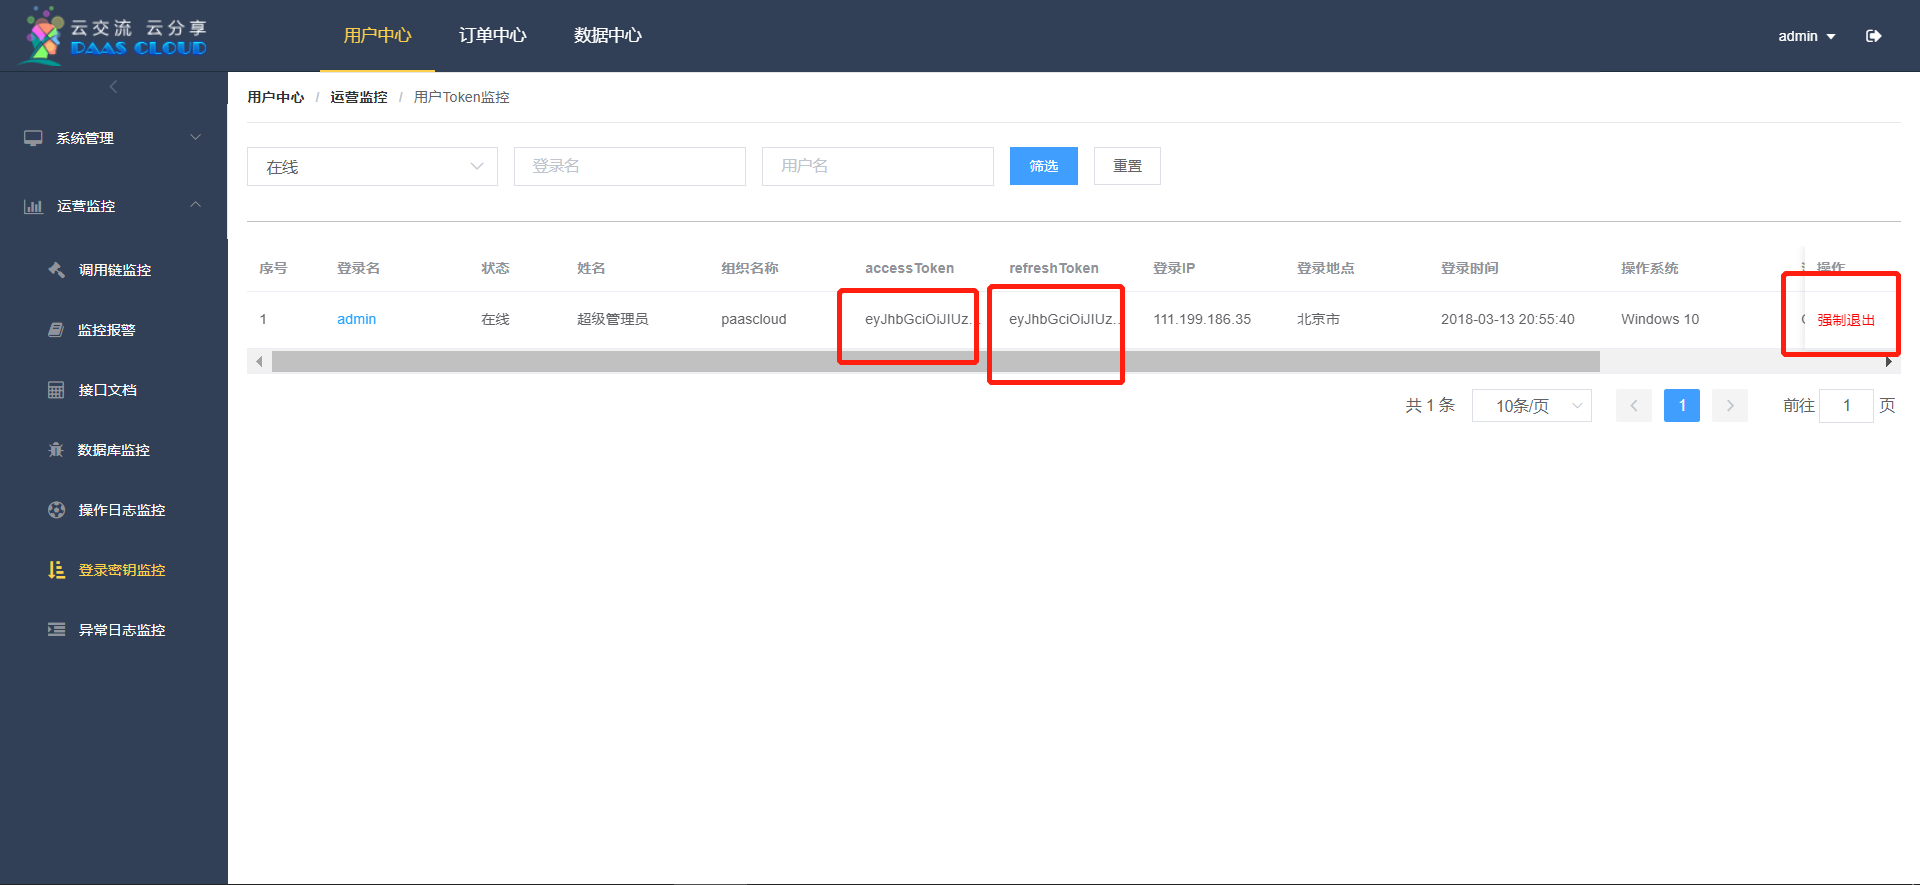 云交流 云分享
PAAS CLOUD
用户中心
订单中心
数据中心
admin
系统管理
运营监控
调用链监控
监控报警
接口文档
数据库监控
操作日志监控
登录密钥监控
异常日志监控
用户中心 / 运营监控 / 用户Token监控
在线
登录名
用户名
筛选
重置
序号 登录名 状态 姓名 组织名称 accessToken refreshToken 登录IP 登录地点 登录时间 操作系统 操作
1 admin 在线 超级管理员 paascloud eyJhbGciOiJIUz... eyJhbGciOiJIUz... 111.199.186.35 北京市 2018-03-13 20:55:40 Windows 10 强制退出
共 1 条 10条/页 1 前往 1 页